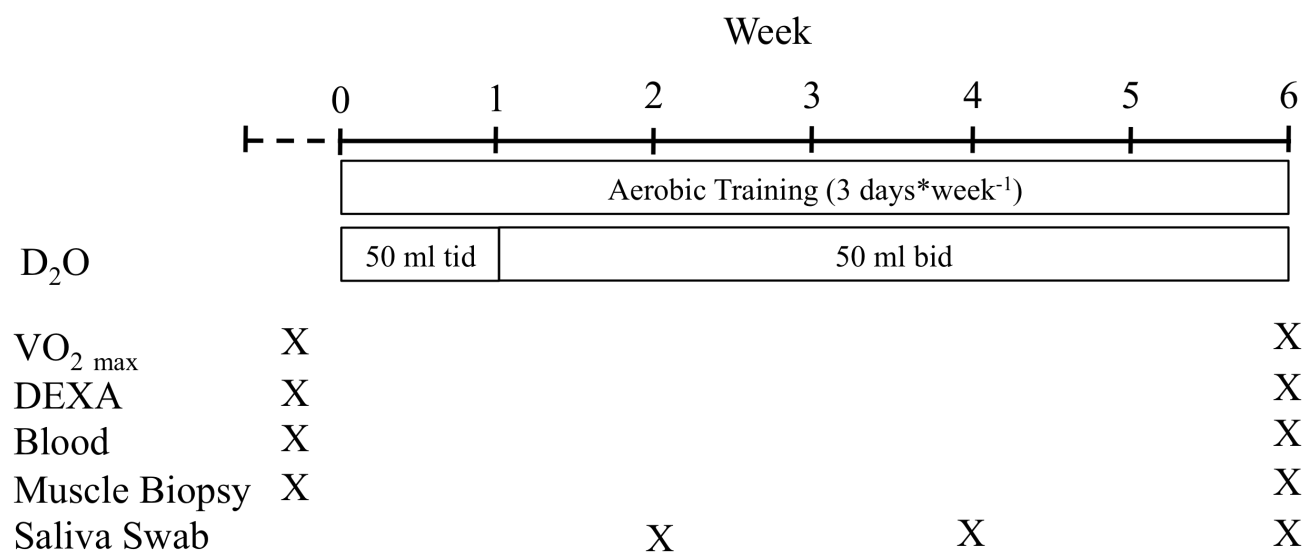 Week
0 1 2 3 4 5 6
Aerobic Training (3 days*week⁻¹)
D₂O 50 ml tid 50 ml bid
VO₂ max X X
DEXA X X
Blood X X
Muscle Biopsy X X
Saliva Swab X X X